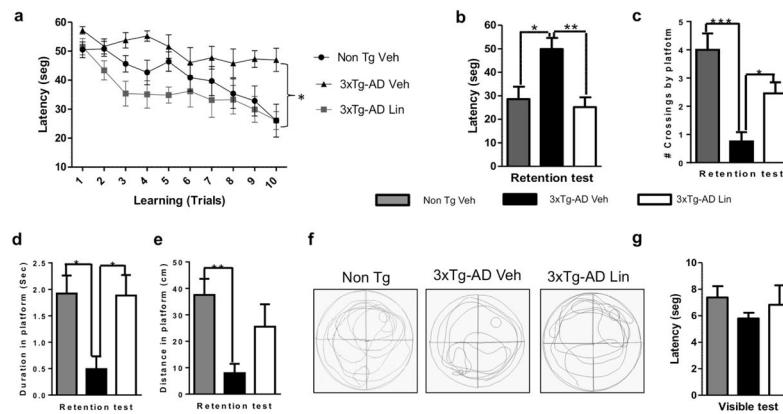 a
Latency (seg)
60
50
40
30
20
10
1 2 3 4 5 6 7 8 9 10
Learning (Trials)
Non Tg Veh
3xTg-AD Veh
3xTg-AD Lin
*
b
Latency (seg)
60
50
40
30
20
10
0
* **
Retention test
c
# Crossings by platfotm
5
4
3
2
1
0
***
*
Retention test
Non Tg Veh 3xTg-AD Veh 3xTg-AD Lin
d
Duration in platform (Sec)
2.5
2.0
1.5
1.0
0.5
0.0
* *
Retention test
e
Distance in platform (cm)
50
40
30
20
10
0
**
Retention test
f
Non Tg 3xTg-AD Veh 3xTg-AD Lin
g
Latency (seg)
10
8
6
4
2
0
Visible test